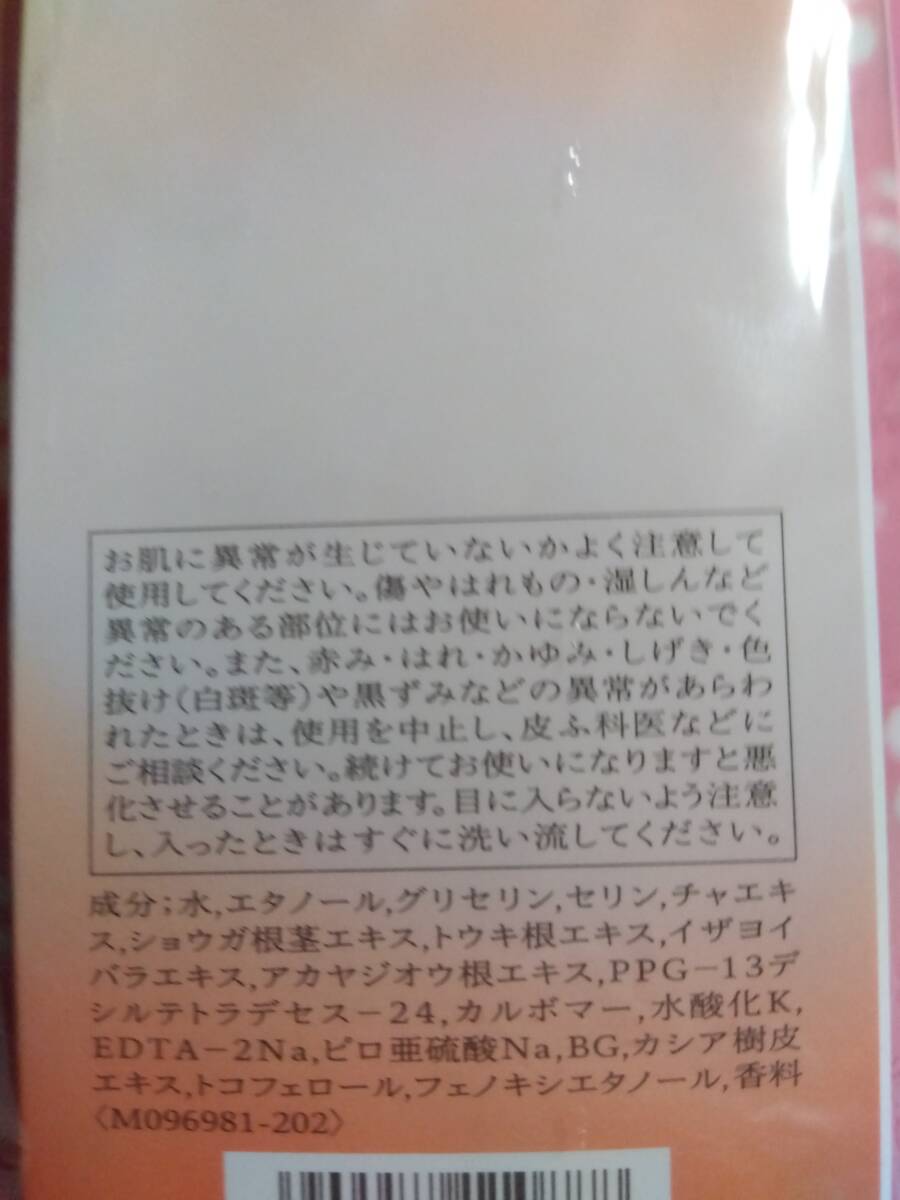 お肌に異常が生じていないかよく注意して
使用してください。傷やはれもの・湿しんなど
異常のある部位にはお使いにならないでく
ださい。また、赤み・はれ・かゆみ・しげき・色
抜け(白斑等)や黒ずみなどの異常があらわ
れたときは、使用を中止し、皮ふ科医などに
ご相談ください。続けてお使いになりますと悪
化させることがあります。目に入らないよう注意
し、入ったときはすぐに洗い流してください。
成分;水,エタノール,グリセリン,セリン,チャエキ
ス,ショウガ根茎エキス,トウキ根エキス,イザヨイ
バラエキス,アカヤジオウ根エキス,PPG-13デ
シルテトラデセス-24,カルボマー,水酸化K,
EDTA-2Na,ピロ亜硫酸Na,BG,カシア樹皮
エキス,トコフェロール,フェノキシエタノール,香料
〈M096981-202〉